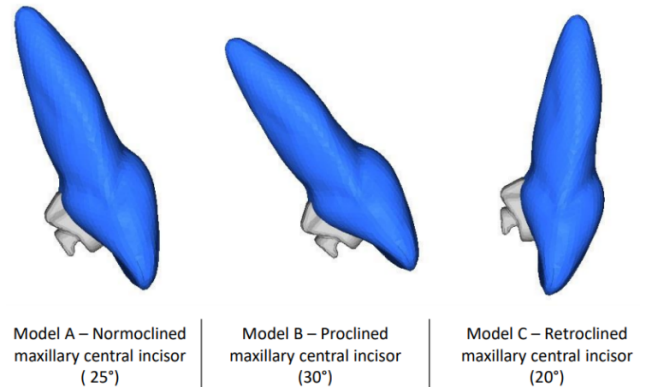 Model A – Normoclined
maxillary central incisor
( 25°)
Model B – Proclined
maxillary central incisor
(30°)
Model C – Retroclined
maxillary central incisor
(20°)